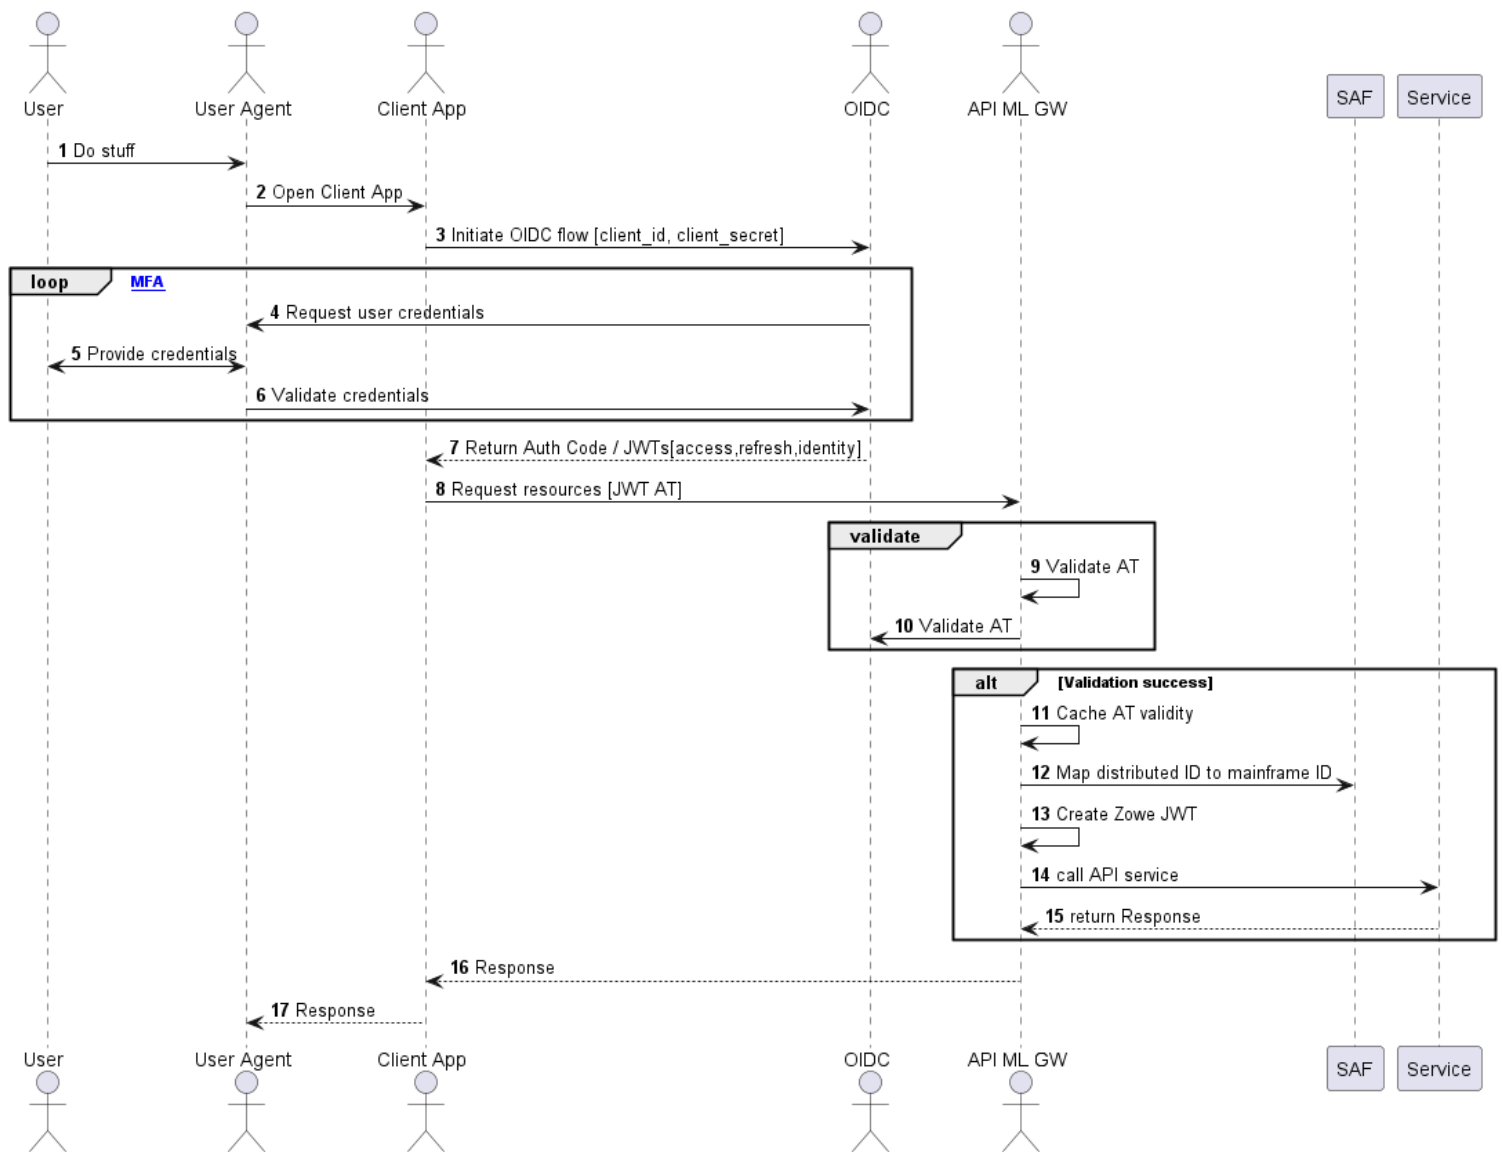 User
User Agent
Client App
OIDC
API ML GW
SAF
Service
1 Do stuff
2 Open Client App
3 Initiate OIDC flow [client_id, client_secret]
loop
MFA
4 Request user credentials
5 Provide credentials
6 Validate credentials
7 Return Auth Code / JWTs[access,refresh,identity]
8 Request resources [JWT AT]
validate
9 Validate AT
10 Validate AT
alt
[Validation success]
11 Cache AT validity
12 Map distributed ID to mainframe ID
13 Create Zowe JWT
14 call API service
15 return Response
16 Response
17 Response
User
User Agent
Client App
OIDC
API ML GW
SAF
Service